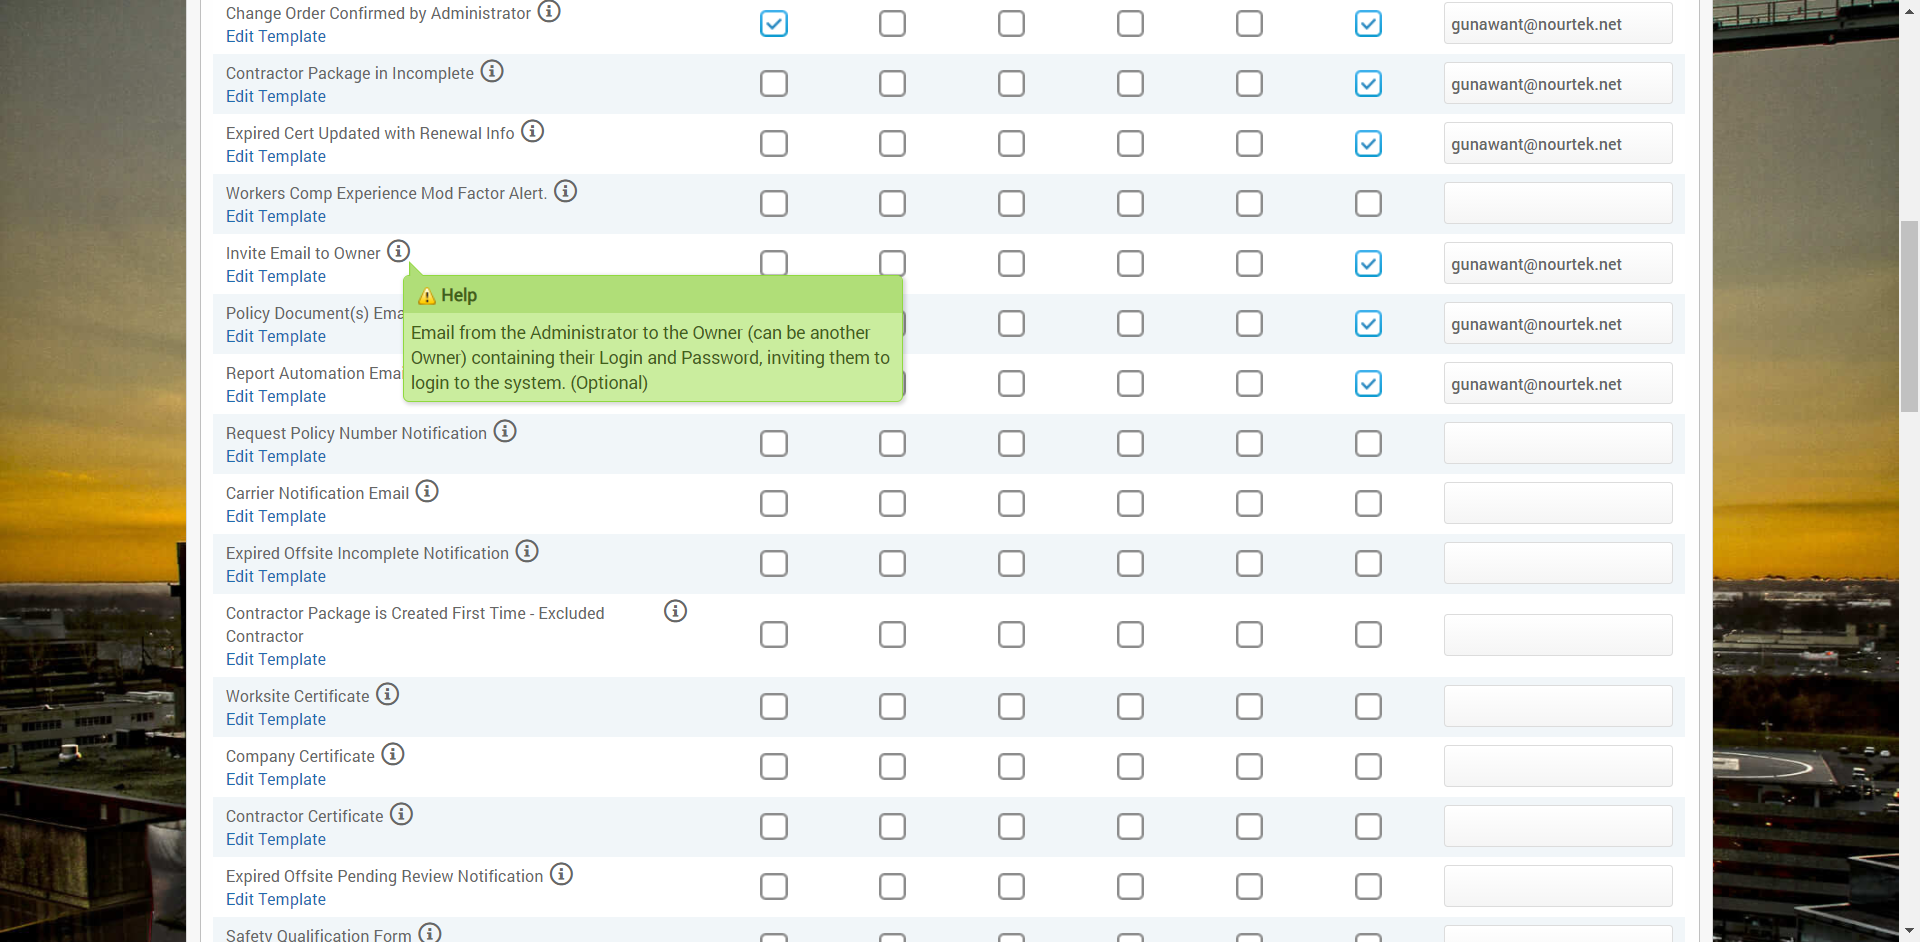 Change Order Confirmed by Administrator
Edit Template
gunawant@nourtek.net
Contractor Package in Incomplete
Edit Template
gunawant@nourtek.net
Expired Cert Updated with Renewal Info
Edit Template
gunawant@nourtek.net
Workers Comp Experience Mod Factor Alert.
Edit Template
Invite Email to Owner
Edit Template
gunawant@nourtek.net
Help
Email from the Administrator to the Owner (can be another
Owner) containing their Login and Password, inviting them to
login to the system. (Optional)
Policy Document(s) Ema
Edit Template
gunawant@nourtek.net
Report Automation Emai
Edit Template
gunawant@nourtek.net
Request Policy Number Notification
Edit Template
Carrier Notification Email
Edit Template
Expired Offsite Incomplete Notification
Edit Template
Contractor Package is Created First Time - Excluded
Contractor
Edit Template
Worksite Certificate
Edit Template
Company Certificate
Edit Template
Contractor Certificate
Edit Template
Expired Offsite Pending Review Notification
Edit Template
Safety Qualification Form